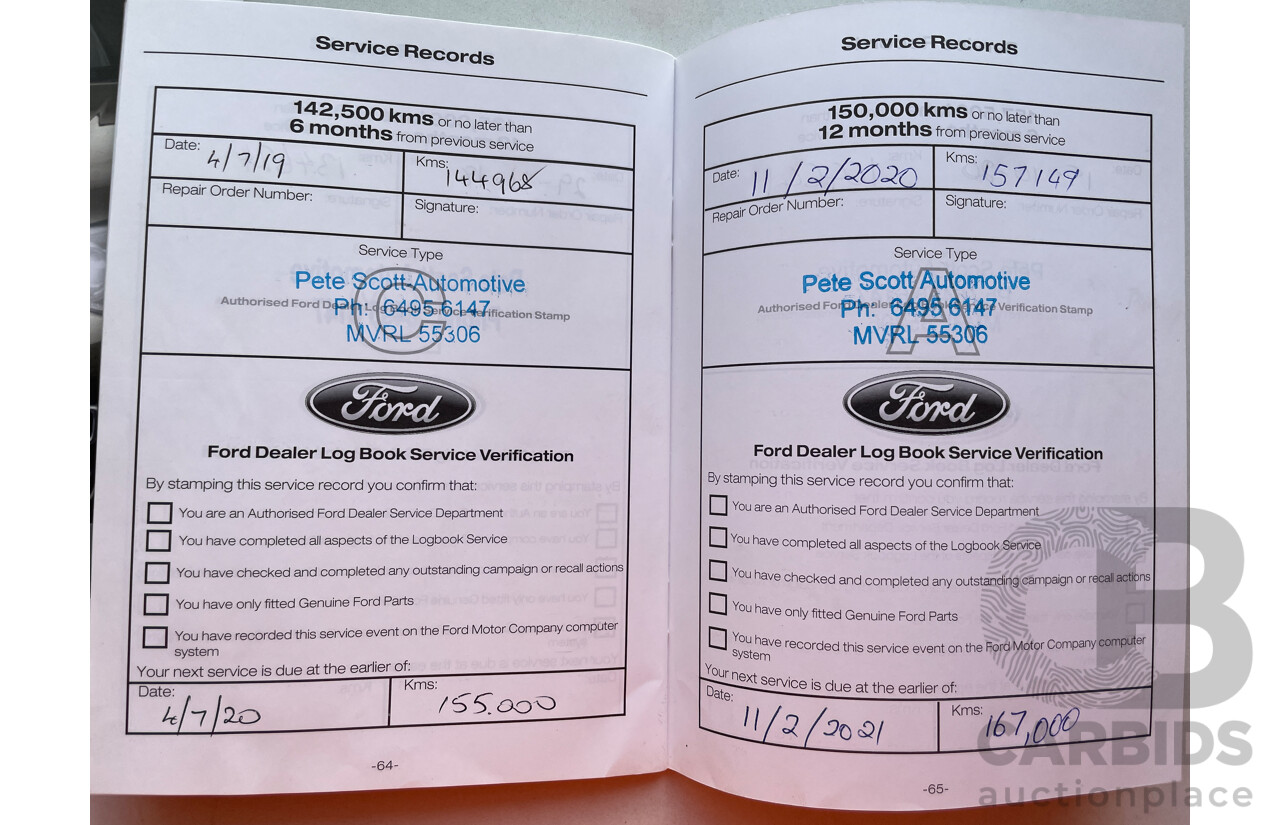 Service Records
142,500 kms or no later than
6 months from previous service
Date: 4/7/19
Kms: 144968
Repair Order Number:
Signature:
Service Type
C
Pete Scott Automotive
Authorised Ford Dealer Log Book Service Verification Stamp
Ph: 6495 6147
MVRL 55306
Ford
Ford Dealer Log Book Service Verification
By stamping this service record you confirm that:
You are an Authorised Ford Dealer Service Department
You have completed all aspects of the Logbook Service
You have checked and completed any outstanding campaign or recall actions
You have only fitted Genuine Ford Parts
You have recorded this service event on the Ford Motor Company computer
system
Your next service is due at the earlier of:
Date: 4/7/20
Kms: 155.000
-64-
Service Records
150,000 kms or no later than
12 months from previous service
Date: 11/2/2020
Kms: 157149
Repair Order Number:
Signature:
Service Type
A
Pete Scott Automotive
Authorised Ford Dealer Log Book Service Verification Stamp
Ph: 6495 6147
MVRL 55306
Ford
Ford Dealer Log Book Service Verification
By stamping this service record you confirm that:
You are an Authorised Ford Dealer Service Department
You have completed all aspects of the Logbook Service
You have checked and completed any outstanding campaign or recall actions
You have only fitted Genuine Ford Parts
You have recorded this service event on the Ford Motor Company computer
system
Your next service is due at the earlier of:
Date: 11/2/2021
Kms: 167,000
-65-
CB
CARBIDS
auctionplace